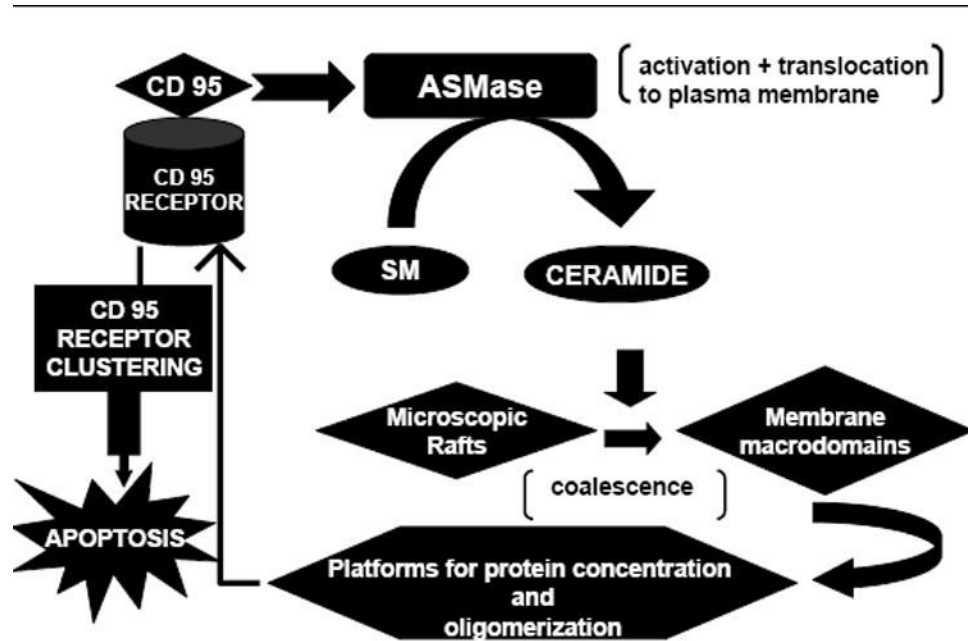 CD 95
ASMase
activation + translocation
to plasma membrane
CD 95
RECEPTOR
SM
CERAMIDE
CD 95
RECEPTOR
CLUSTERING
Microscopic
Rafts
Membrane
macrodomains
coalescence
APOPTOSIS
Platforms for protein concentration
and
oligomerization